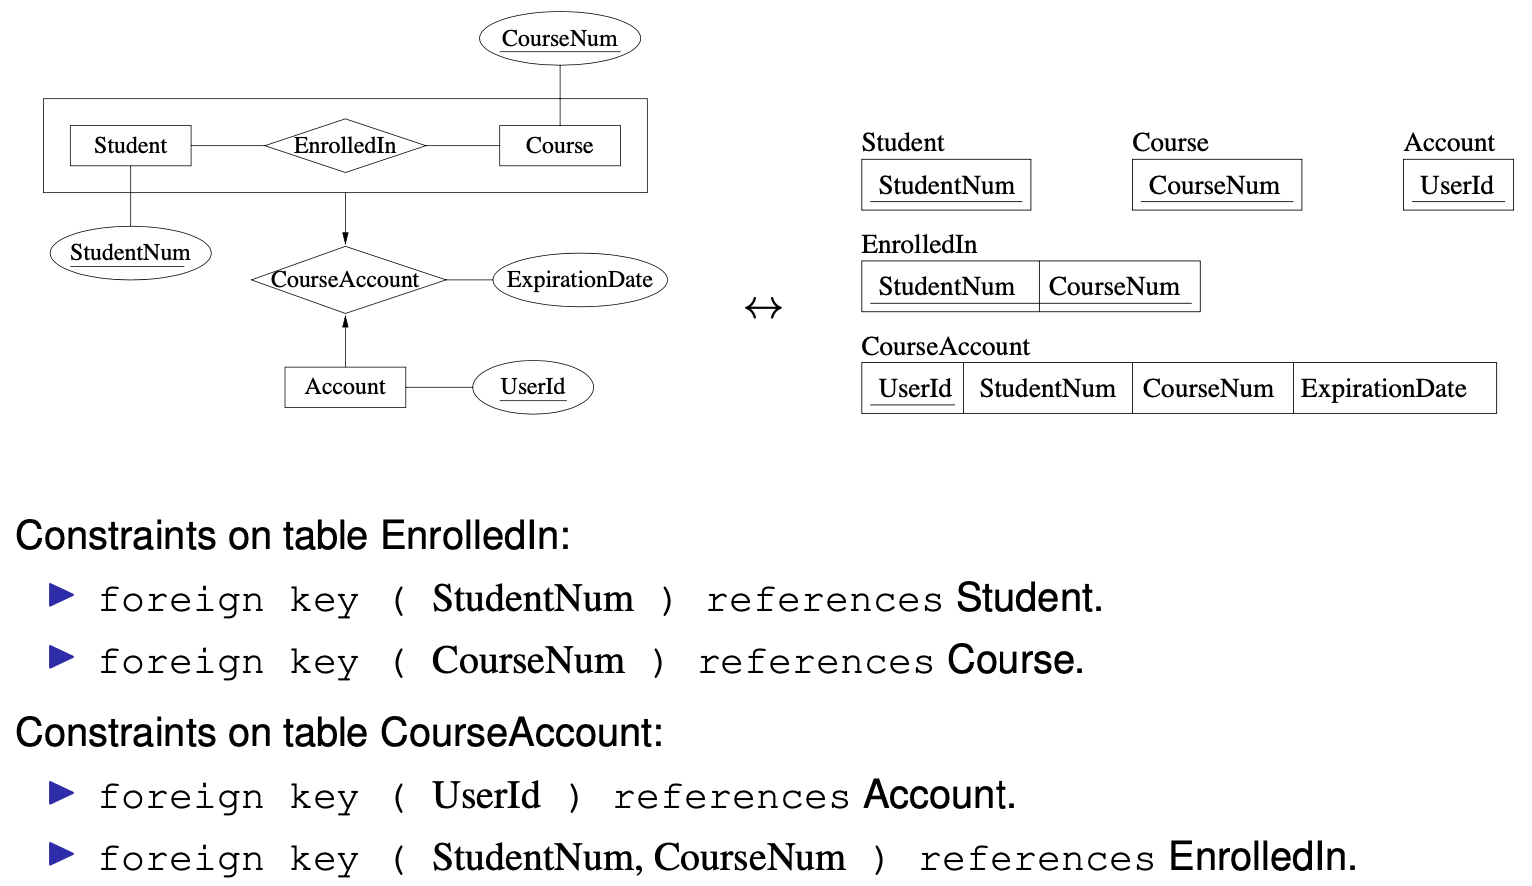 CourseNum
Student
EnrolledIn
Course
StudentNum
CourseAccount
ExpirationDate
Account
UserId
↔
Student
StudentNum
Course
CourseNum
Account
UserId
EnrolledIn
StudentNum CourseNum
CourseAccount
UserId StudentNum CourseNum ExpirationDate
Constraints on table EnrolledIn:
▶ foreign key ( StudentNum ) references Student.
▶ foreign key ( CourseNum ) references Course.
Constraints on table CourseAccount:
▶ foreign key ( UserId ) references Account.
▶ foreign key ( StudentNum, CourseNum ) references EnrolledIn.